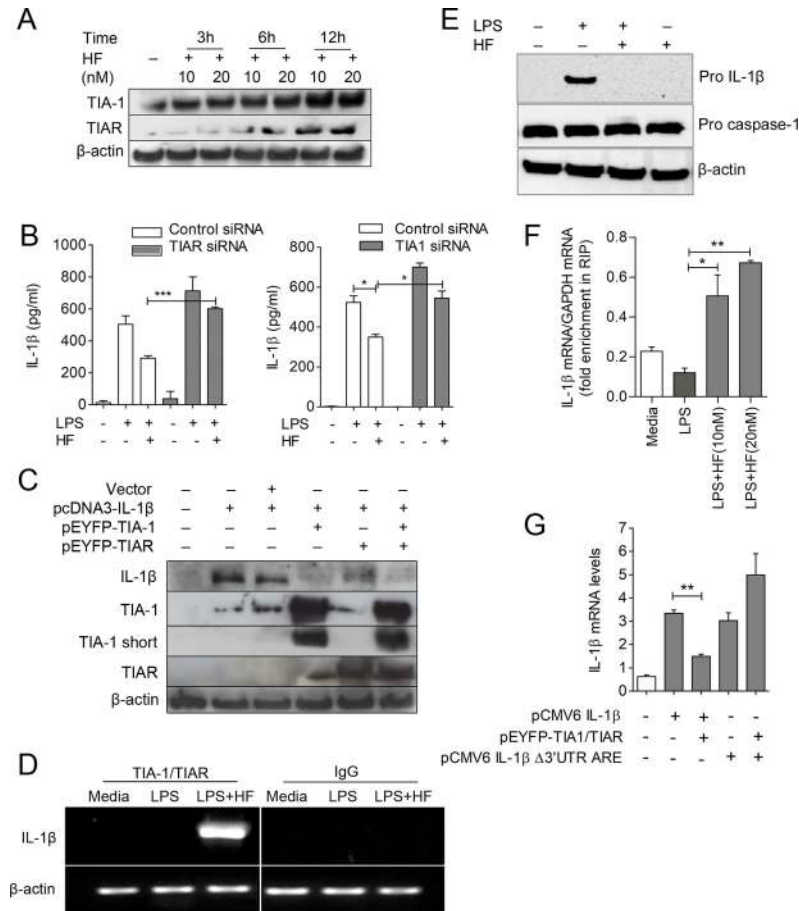 A
Time 3h 6h 12h
HF – + + + + + +
(nM) 10 20 10 20 10 20
TIA-1
TIAR
β-actin
B
Control siRNA
TIAR siRNA
IL-1β (pg/ml)
1000
800
600
400
200
0
***
LPS - + + - + +
HF - - + - - +
Control siRNA
TIA1 siRNA
IL-1β (pg/ml)
800
600
400
200
0
* *
LPS - + + - + +
HF - - + - - +
C
Vector – – + – – –
pcDNA3-IL-1β – + + + + +
pEYFP-TIA-1 – – – + – +
pEYFP-TIAR – – – – + +
IL-1β
TIA-1
TIA-1 short
TIAR
β-actin
D
TIA-1/TIAR IgG
Media LPS LPS+HF Media LPS LPS+HF
IL-1β
β-actin
E
LPS – + + –
HF – – + +
Pro IL-1β
Pro caspase-1
β-actin
F
IL-1β mRNA/GAPDH mRNA
(fold enrichment in RIP)
0.8
0.6
0.4
0.2
0.0
**
*
Media
LPS
LPS+HF(10nM)
LPS+HF(20nM)
G
IL-1β mRNA levels
7
6
5
4
3
2
1
0
**
pCMV6 IL-1β - + + - -
pEYFP-TIA1/TIAR - - + - +
pCMV6 IL-1β Δ3'UTR ARE - - - + +